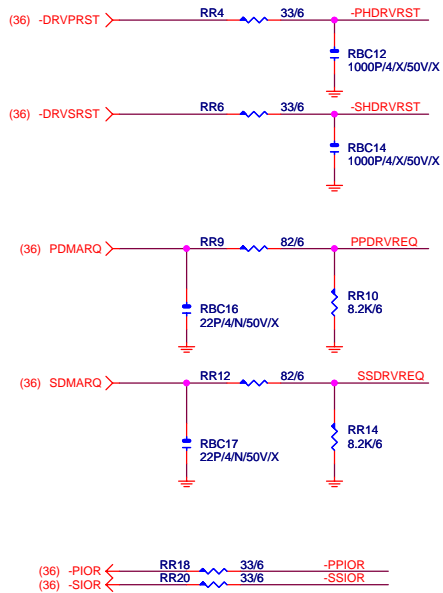 RR4 33/6
(36) -DRVPRST -PHDRVRST
RBC12
1000P/4/X/50V/X
RR6 33/6
(36) -DRVSRST -SHDRVRST
RBC14
1000P/4/X/50V/X
(36) PDMARQ RR9 82/6 PPDRVREQ
RR10
8.2K/6
RBC16
22P/4/N/50V/X
(36) SDMARQ RR12 82/6 SSDRVREQ
RR14
8.2K/6
RBC17
22P/4/N/50V/X
(36) -PIOR RR18 33/6 -PPIOR
(36) -SIOR RR20 33/6 -SSIOR